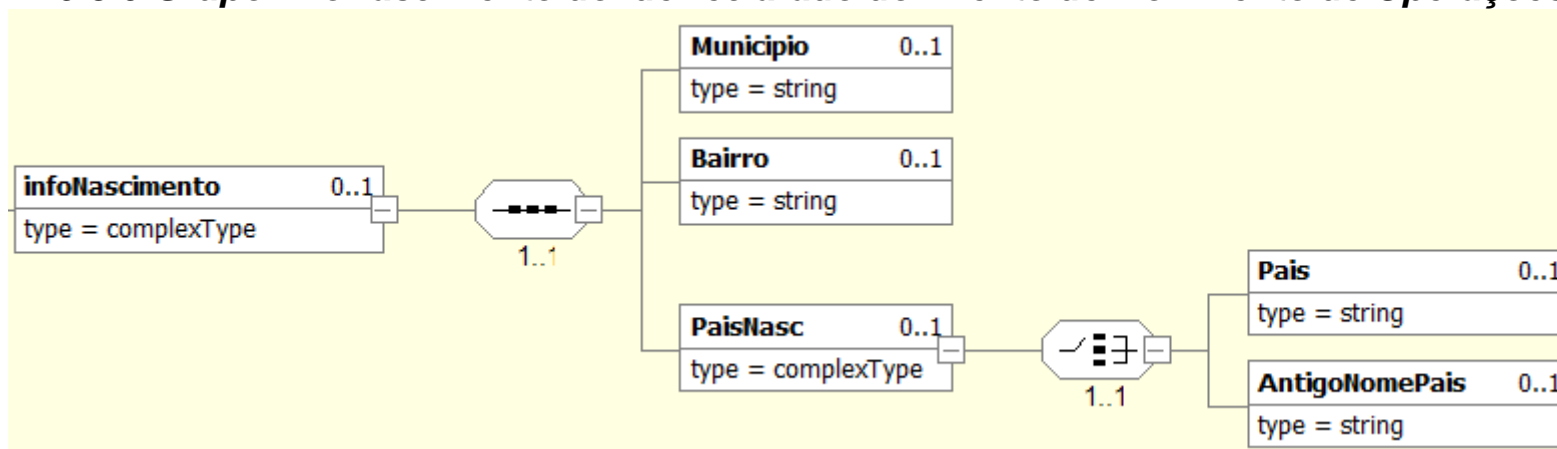 infoNascimento 0..1
type = complexType
1..1
Municipio 0..1
type = string
Bairro 0..1
type = string
PaisNasc 0..1
type = complexType
1..1
Pais 0..1
type = string
AntigoNomePais 0..1
type = string